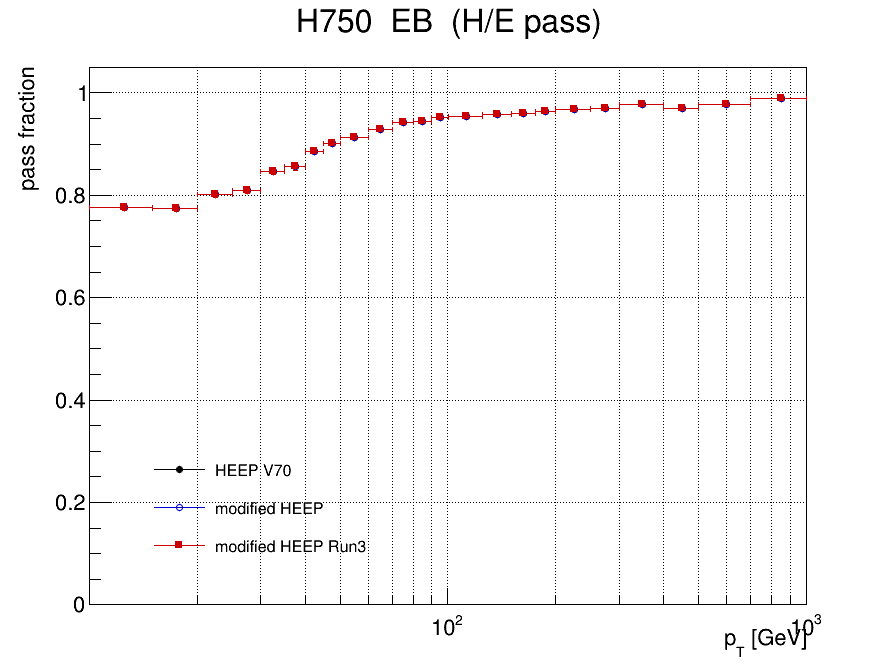 H750 EB (H/E pass)
pass fraction
1
0.8
0.6
0.4
0.2
0
HEEP V70
modified HEEP
modified HEEP Run3
10²
10³
p_T [GeV]